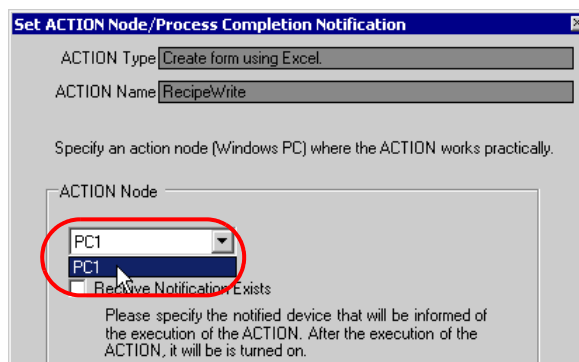 Set ACTION Node/Process Completion Notification
ACTION Type Create form using Excel.
ACTION Name RecipeWrite
Specify an action node (Windows PC) where the ACTION works practically.
ACTION Node
PC1
PC1
Receive Notification Exists
Please specify the notified device that will be informed of
the execution of the ACTION. After the execution of the
ACTION, it will be is turned on.